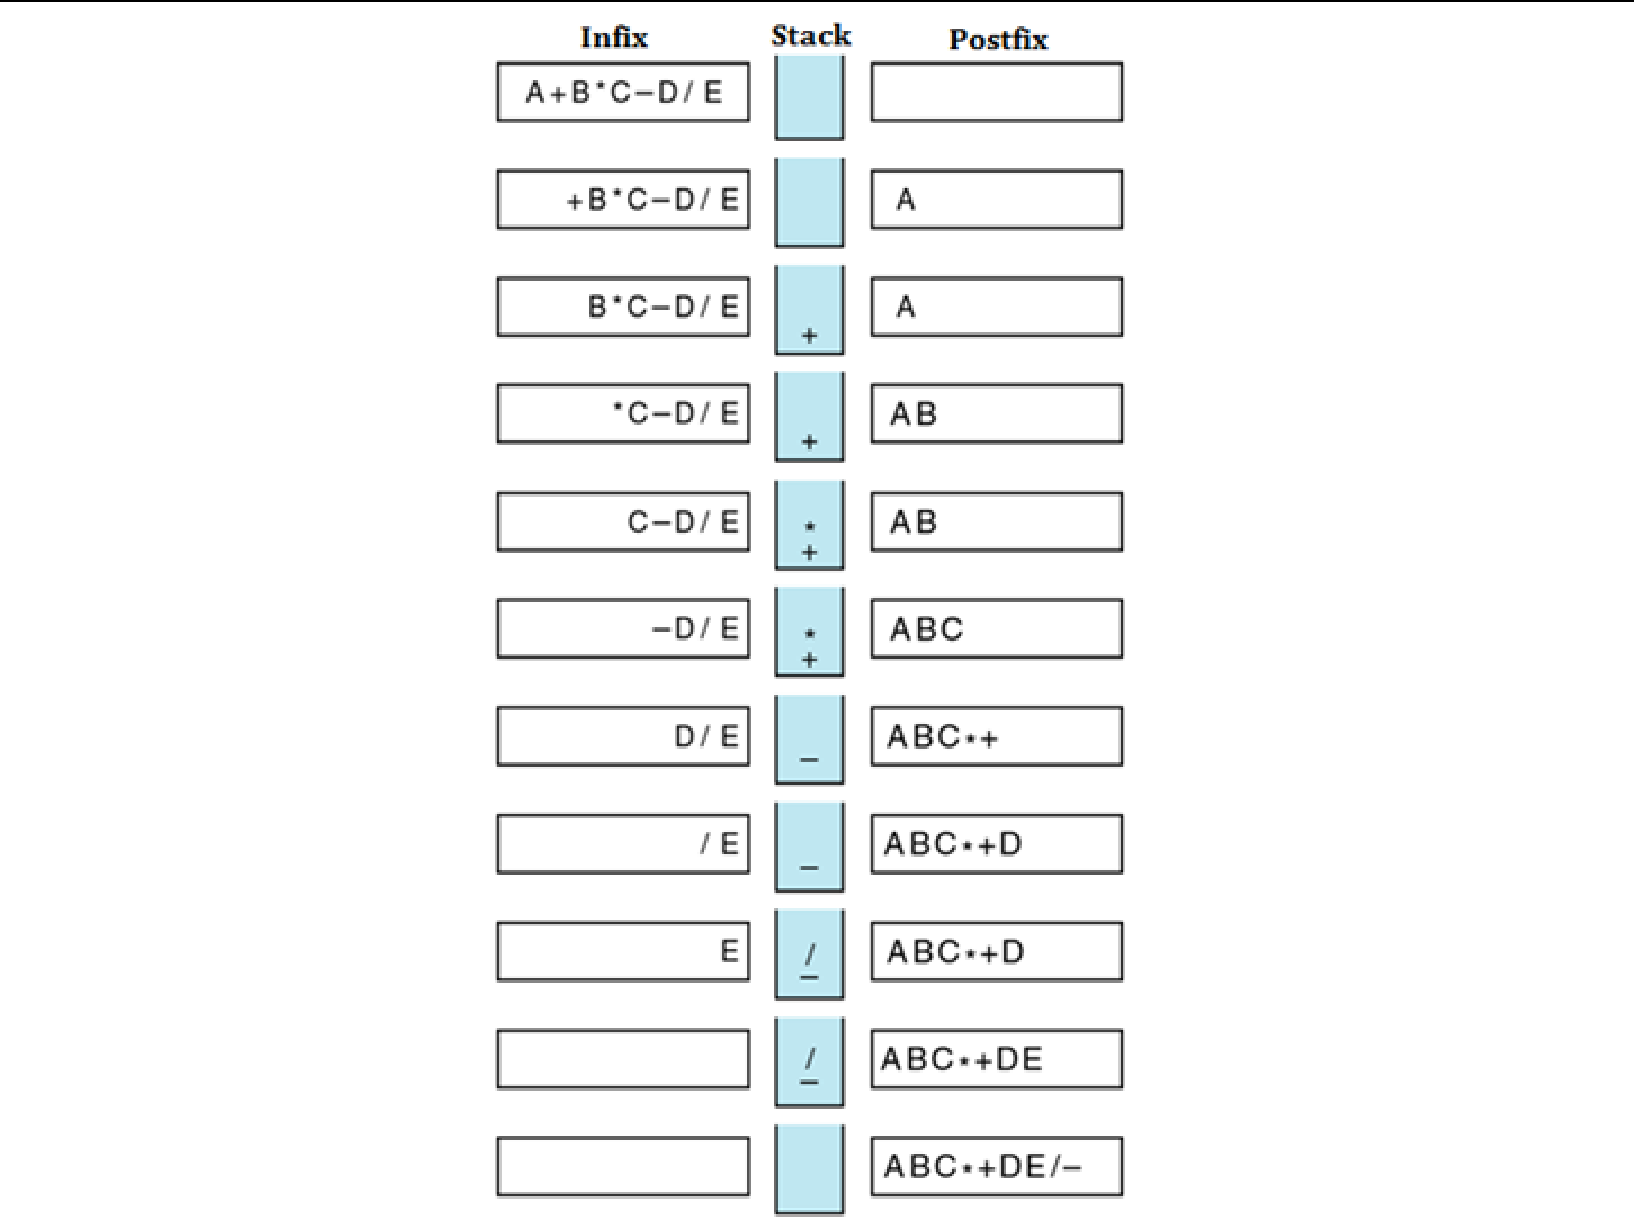 Infix Stack Postfix
A+B*C–D/ E
+B*C–D/ E A
B*C–D/ E + A
*C–D/ E + AB
C–D/ E * AB
+
–D/ E * ABC
+
D/ E – ABC*+
/ E – ABC*+D
E / ABC*+D
–
/ ABC*+DE
–
ABC*+DE/–